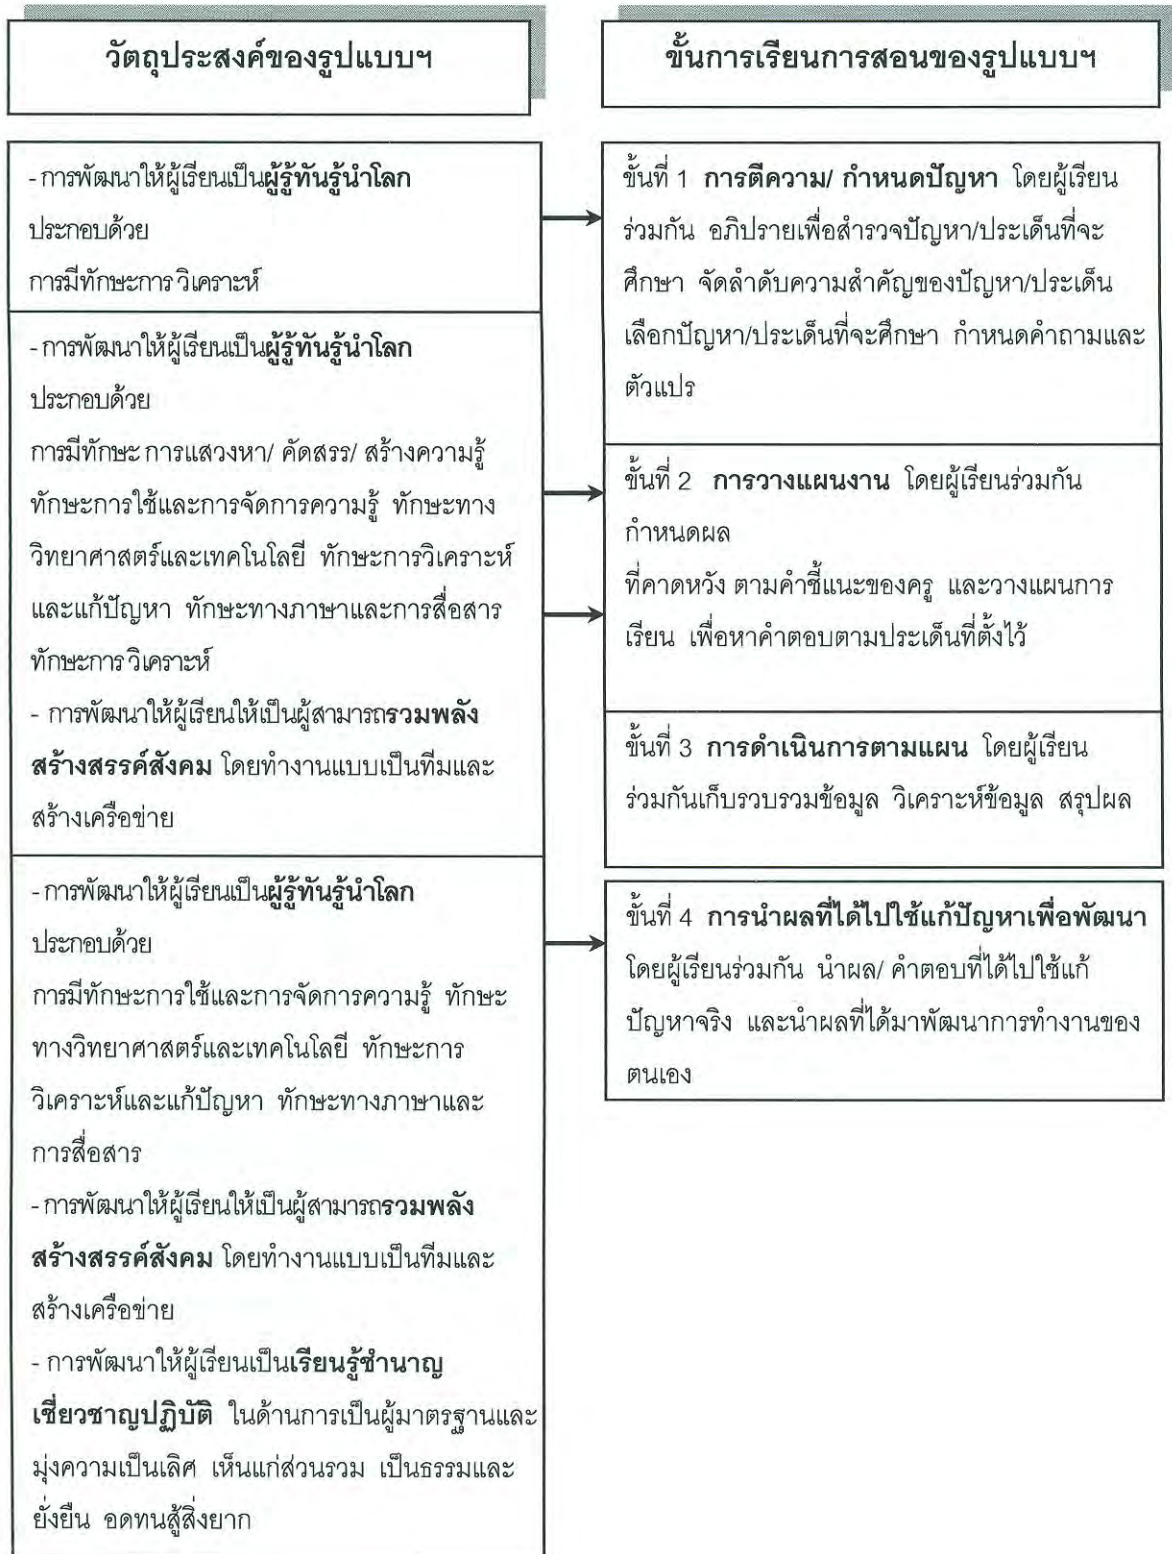 วัตถุประสงค์ของรูปแบบฯ
- การพัฒนาให้ผู้เรียนเป็นผู้รู้ทันรู้นำโลก
ประกอบด้วย
การมีทักษะการ วิเคราะห์
- การพัฒนาให้ผู้เรียนเป็นผู้รู้ทันรู้นำโลก
ประกอบด้วย
การมีทักษะ การแสวงหา/ คัดสรร/ สร้างความรู้
ทักษะการใช้และการจัดการความรู้ ทักษะทาง
วิทยาศาสตร์และเทคโนโลยี ทักษะการวิเคราะห์
และแก้ปัญหา ทักษะทางภาษาและการสื่อสาร
ทักษะการ วิเคราะห์
- การพัฒนาให้ผู้เรียนให้เป็นผู้สามารถรวมพลัง
สร้างสรรค์สังคม โดยทำงานแบบเป็นทีมและ
สร้างเครือข่าย
- การพัฒนาให้ผู้เรียนเป็นผู้รู้ทันรู้นำโลก
ประกอบด้วย
การมีทักษะการใช้และการจัดการความรู้ ทักษะ
ทางวิทยาศาสตร์และเทคโนโลยี ทักษะการ
วิเคราะห์และแก้ปัญหา ทักษะทางภาษาและ
การสื่อสาร
- การพัฒนาให้ผู้เรียนให้เป็นผู้สามารถรวมพลัง
สร้างสรรค์สังคม โดยทำงานแบบเป็นทีมและ
สร้างเครือข่าย
- การพัฒนาให้ผู้เรียนเป็นเรียนรู้ชำนาญ
เชี่ยวชาญปฏิบัติ ในด้านการเป็นผู้มาตรฐานและ
มุ่งความเป็นเลิศ เห็นแก่ส่วนรวม เป็นธรรมและ
ยั่งยืน อดทนสู้สิ่งยาก
ขั้นการเรียนการสอนของรูปแบบฯ
ขั้นที่ 1 การตีความ/ กำหนดปัญหา โดยผู้เรียน
ร่วมกัน อภิปรายเพื่อสำรวจปัญหา/ประเด็นที่จะ
ศึกษา จัดลำดับความสำคัญของปัญหา/ประเด็น
เลือกปัญหา/ประเด็นที่จะศึกษา กำหนดคำถามและ
ตัวแปร
ขั้นที่ 2 การวางแผนงาน โดยผู้เรียนร่วมกัน
กำหนดผล
ที่คาดหวัง ตามคำชี้แนะของครู และวางแผนการ
เรียน เพื่อหาคำตอบตามประเด็นที่ตั้งไว้
ขั้นที่ 3 การดำเนินการตามแผน โดยผู้เรียน
ร่วมกันเก็บรวบรวมข้อมูล วิเคราะห์ข้อมูล สรุปผล
ขั้นที่ 4 การนำผลที่ได้ไปใช้แก้ปัญหาเพื่อพัฒนา
โดยผู้เรียนร่วมกัน นำผล/ คำตอบที่ได้ไปใช้แก้
ปัญหาจริง และนำผลที่ได้มาพัฒนาการทำงานของ
ตนเอง